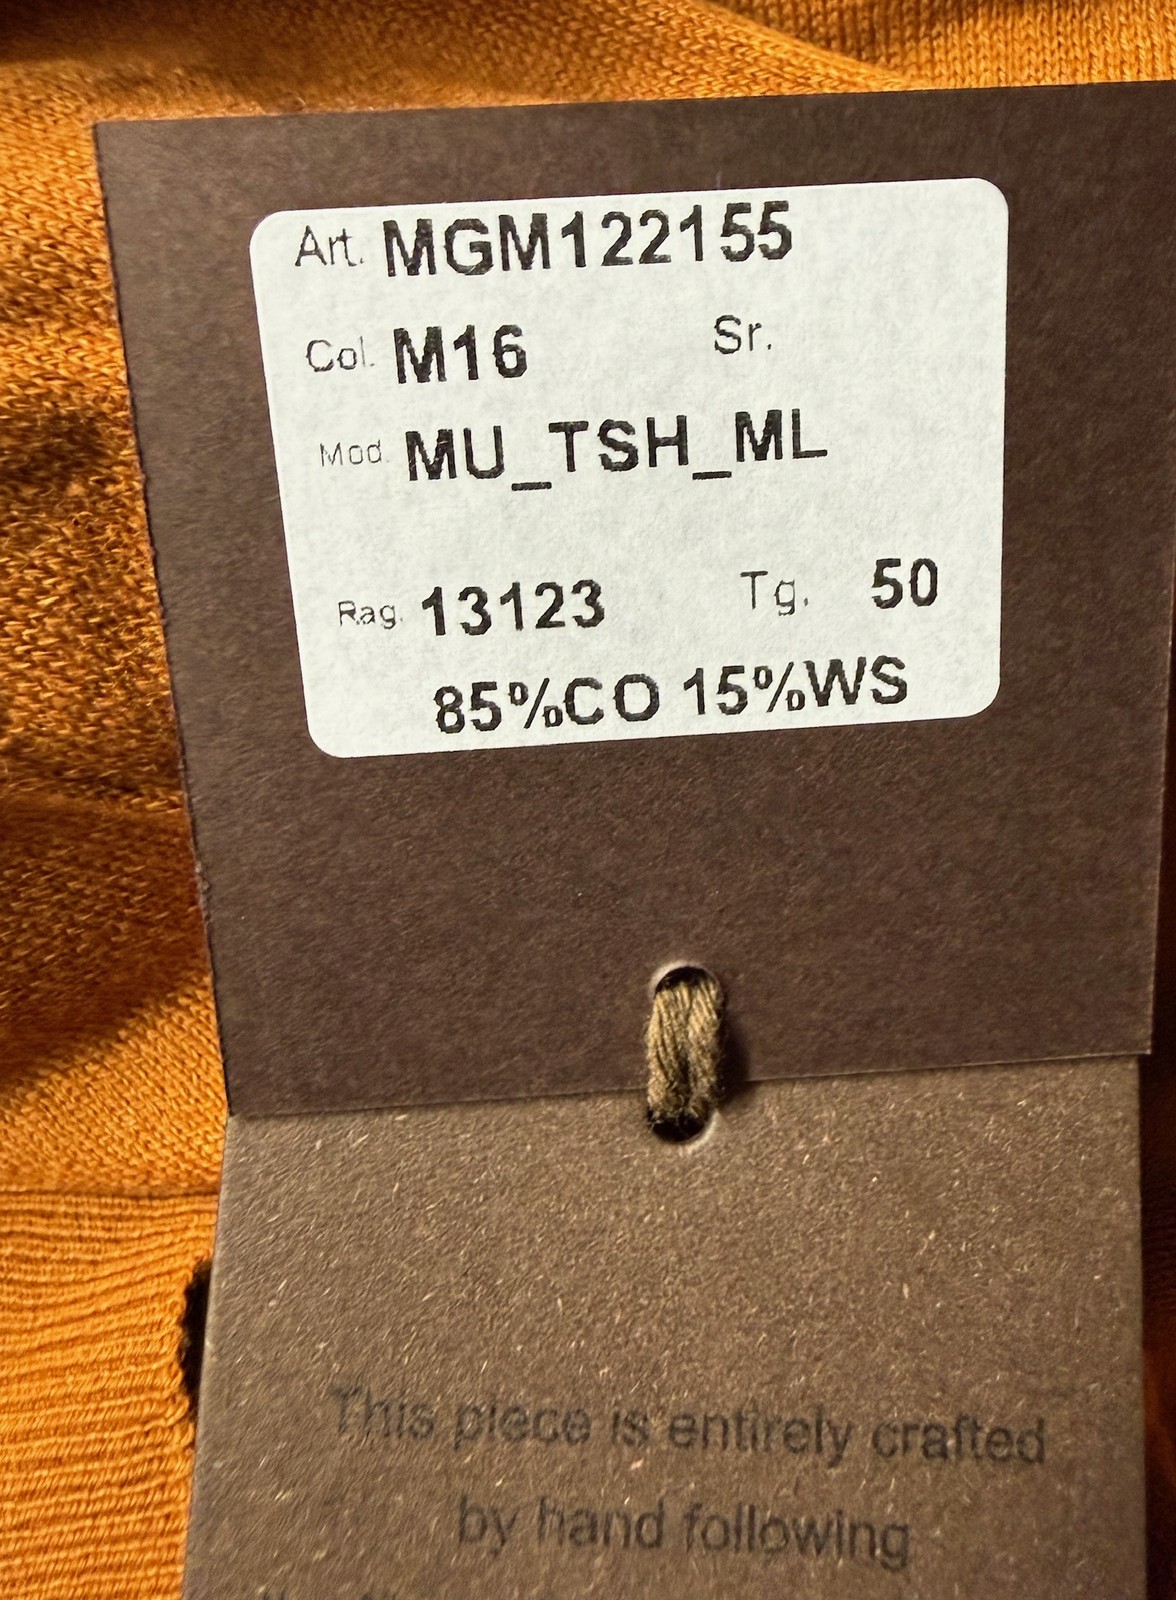 Art. MGM122155
Col. M16 Sr.
Mod. MU_TSH_ML
Rag. 13123 Tg. 50
85%CO 15%WS
This piece is entirely crafted
by hand following